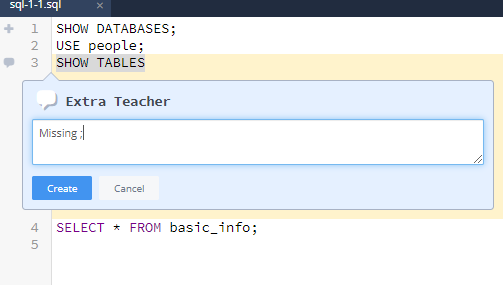 sql-1-1.sql ×
1 SHOW DATABASES;
2 USE people;
3 SHOW TABLES
Extra Teacher
Missing ;
Create Cancel
4 SELECT * FROM basic_info;
5